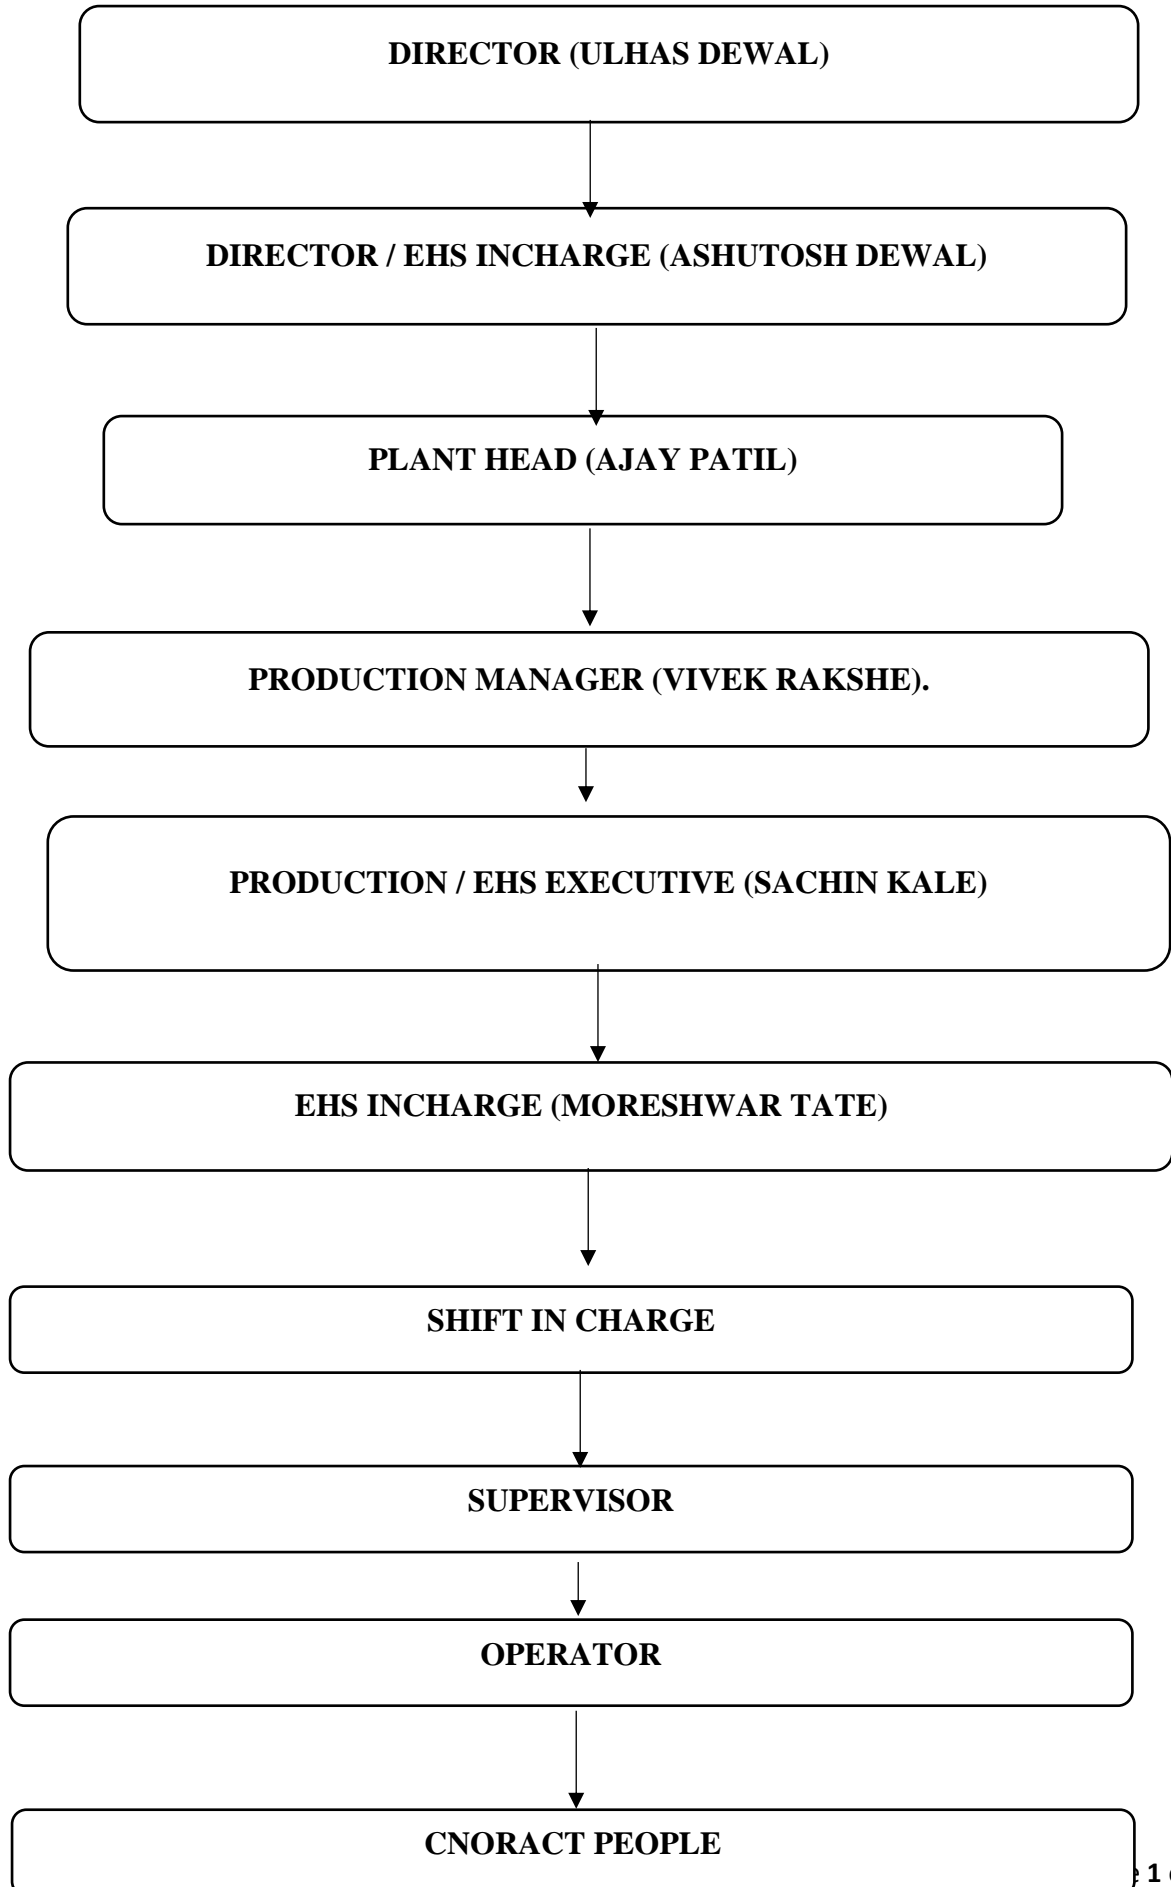 DIRECTOR (ULHAS DEWAL)
DIRECTOR / EHS INCHARGE (ASHUTOSH DEWAL)
PLANT HEAD (AJAY PATIL)
PRODUCTION MANAGER (VIVEK RAKSHE).
PRODUCTION / EHS EXECUTIVE (SACHIN KALE)
EHS INCHARGE (MORESHWAR TATE)
SHIFT IN CHARGE
SUPERVISOR
OPERATOR
CNORACT PEOPLE
1